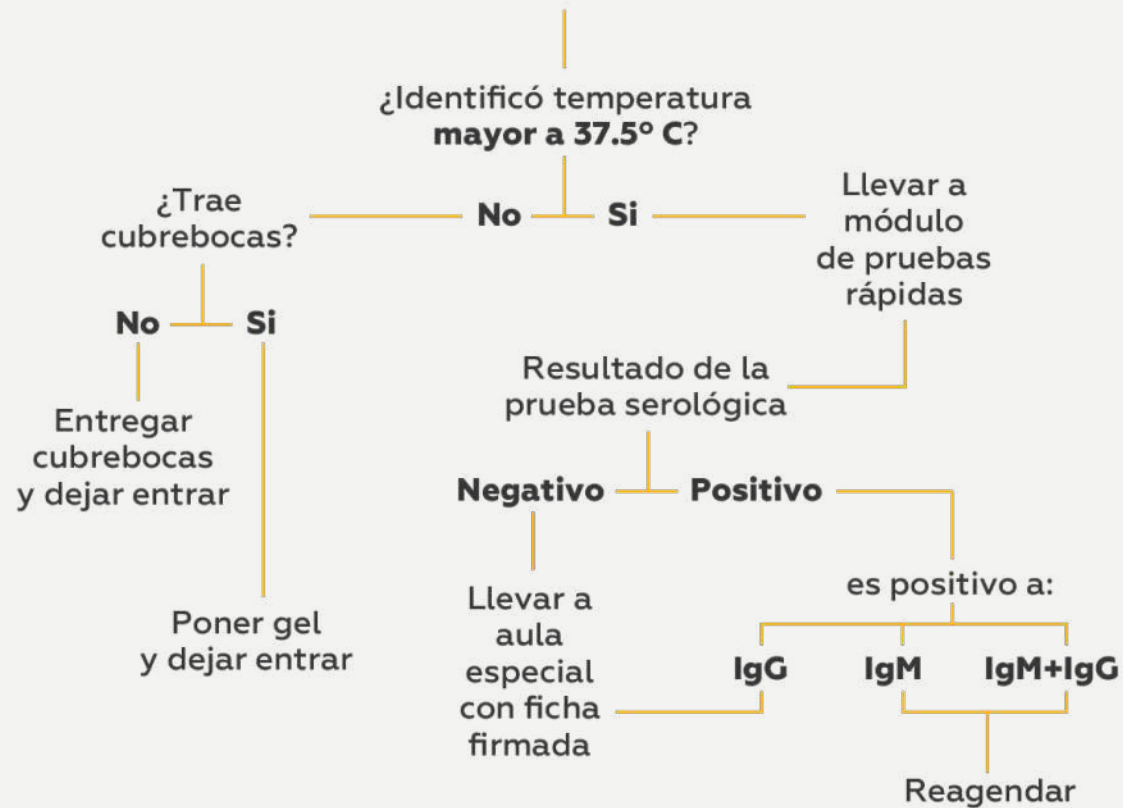 ¿Identificó temperatura
mayor a 37.5º C?
¿Trae
cubrebocas?
No
Si
Llevar a
módulo
de pruebas
rápidas
No
Si
Resultado de la
prueba serológica
Entregar
cubrebocas
y dejar entrar
Negativo
Positivo
Poner gel
y dejar entrar
Llevar a
aula
especial
con ficha
firmada
es positivo a:
IgG
IgM
IgM+IgG
Reagendar